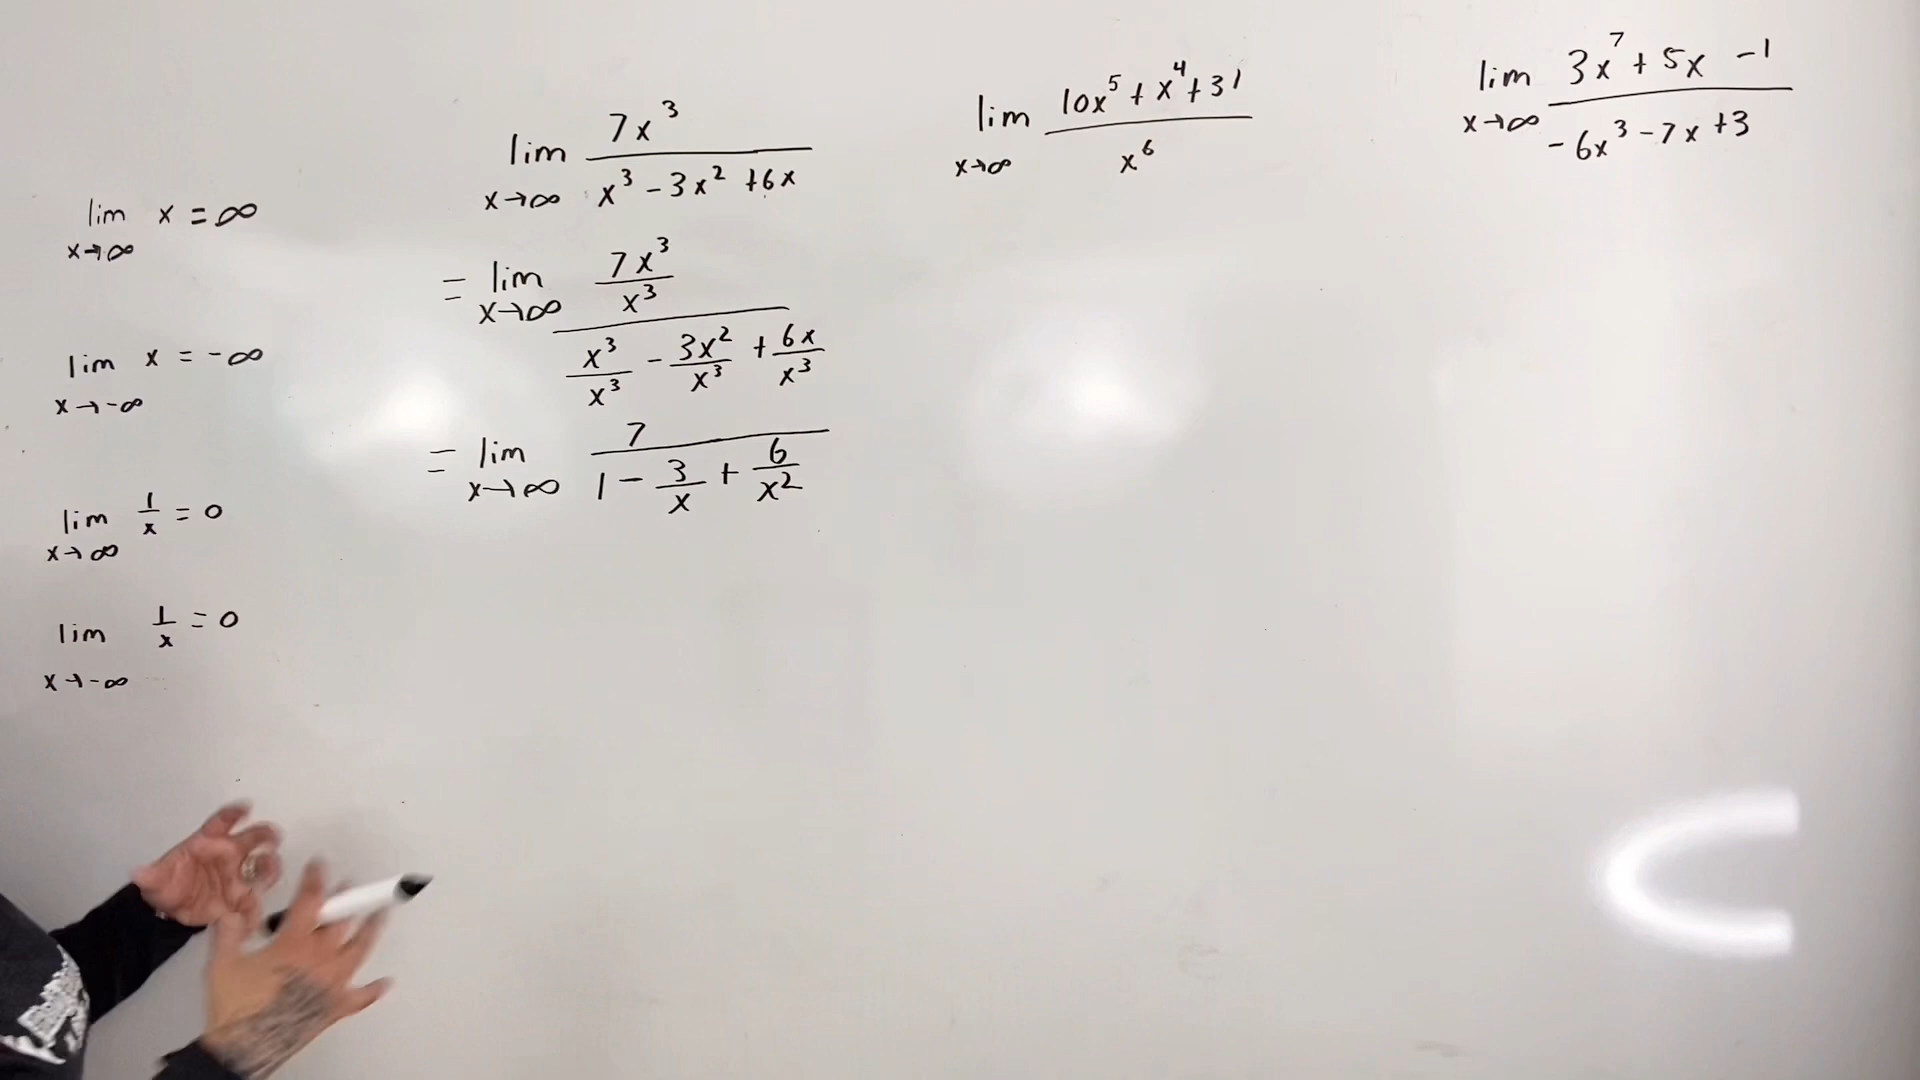 lim x = ∞
x→∞
lim x = -∞
x→-∞
lim 1/x = 0
x→∞
lim 1/x = 0
x→-∞
lim 7x³
x→∞ x³ - 3x² + 6x
= lim 7x³/x³
x→∞
x³/x³ - 3x²/x³ + 6x/x³
= lim 7
x→∞ 1 - 3/x + 6/x²
lim 10x⁵ + x⁴ + 31
x→∞ x⁶
lim 3x⁷ + 5x - 1
x→∞ -6x³ - 7x + 3